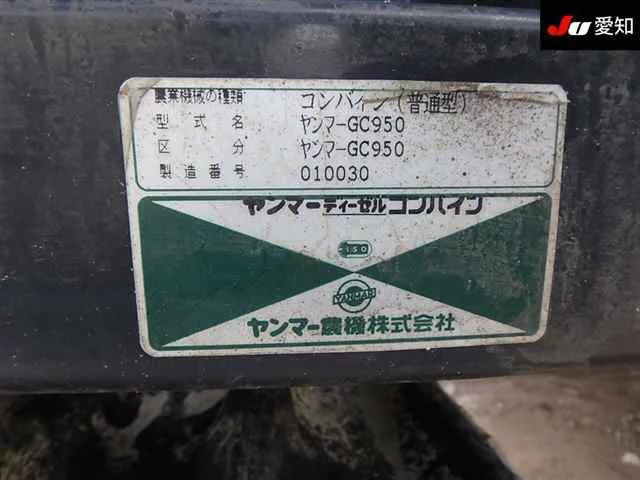 Ju 愛知
農業機械の種類 コンバイン(普通型)
型式名 ヤンマーGC950
区分 ヤンマーGC950
製造番号 010030
ヤンマーディーゼルコンバイン
ISO
YANMAR
ヤンマー農機株式会社